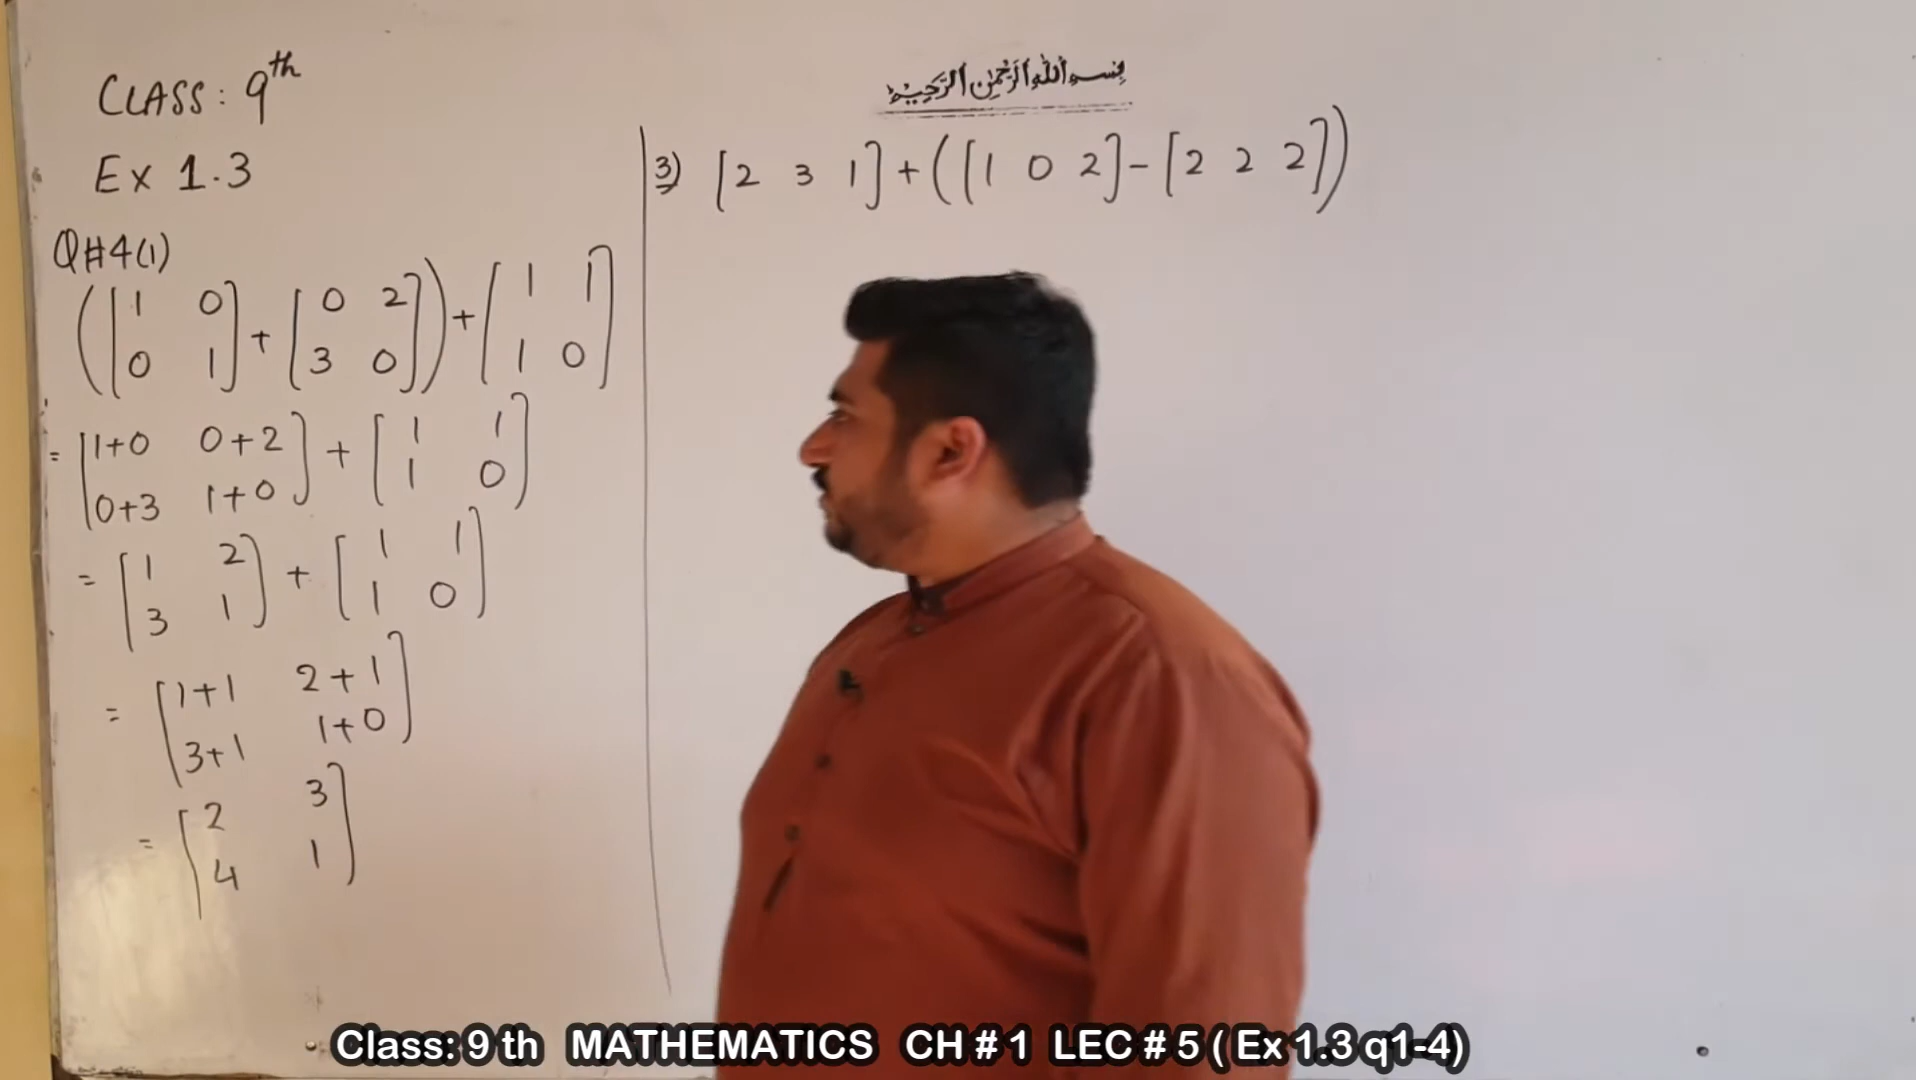 CLASS: 9th
Ex 1.3
Q#4(1)
([1 0] + [0 2]) + [1 1]
[0 1] [3 0] [1 0]
= [1+0 0+2] + [1 1]
[0+3 1+0] [1 0]
= [1 2] + [1 1]
[3 1] [1 0]
= [1+1 2+1]
[3+1 1+0]
= [2 3]
[4 1]
بسم الله الرحمن الرحيم
3) [2 3 1] + ([1 0 2] - [2 2 2])
Class: 9 th MATHEMATICS CH # 1 LEC # 5 ( Ex 1.3 q1-4)